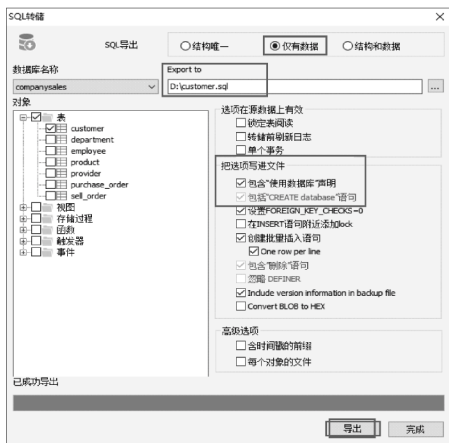 SQL转储
SQL导出
结构唯一
仅有数据
结构和数据
数据库名称
Export to
companysales
D:\customer.sql
...
对象
表
customer
department
employee
product
provider
purchase_order
sell_order
视图
存储过程
函数
触发器
事件
选项在源数据上有效
锁定表阅读
转储前刷新日志
单个事务
把选项写进文件
包含"使用数据库"声明
包括"CREATE database"语句
设置FOREIGN_KEY_CHECKS=0
在INSERT语句附近添加lock
创建批量插入语句
One row per line
包含"删除"语句
忽略 DEFINER
Include version information in backup file
Convert BLOB to HEX
高级选项
含时间戳的前缀
每个对象的文件
已成功导出
导出
完成